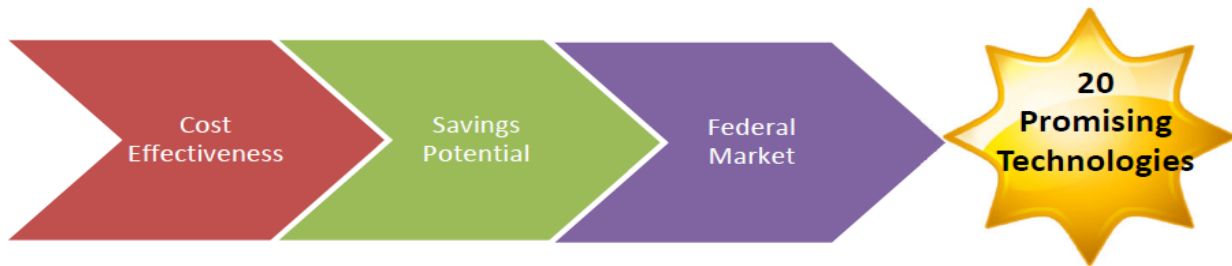 Cost
Effectiveness
Savings
Potential
Federal
Market
20
Promising
Technologies